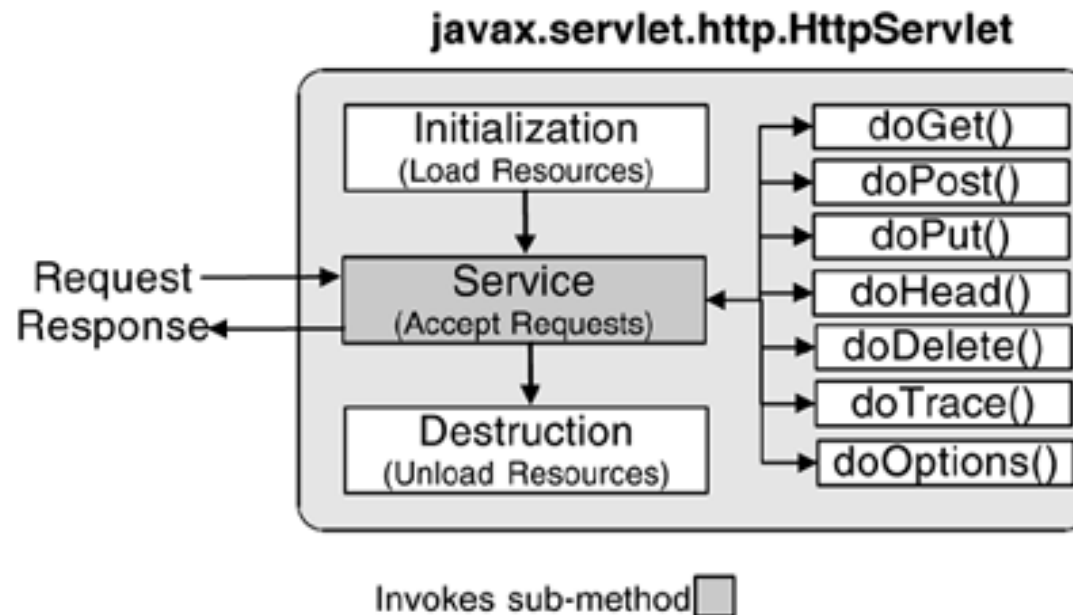 javax.servlet.http.HttpServlet
Initialization
(Load Resources)
Request
Response
Service
(Accept Requests)
Destruction
(Unload Resources)
doGet()
doPost()
doPut()
doHead()
doDelete()
doTrace()
doOptions()
Invokes sub-method